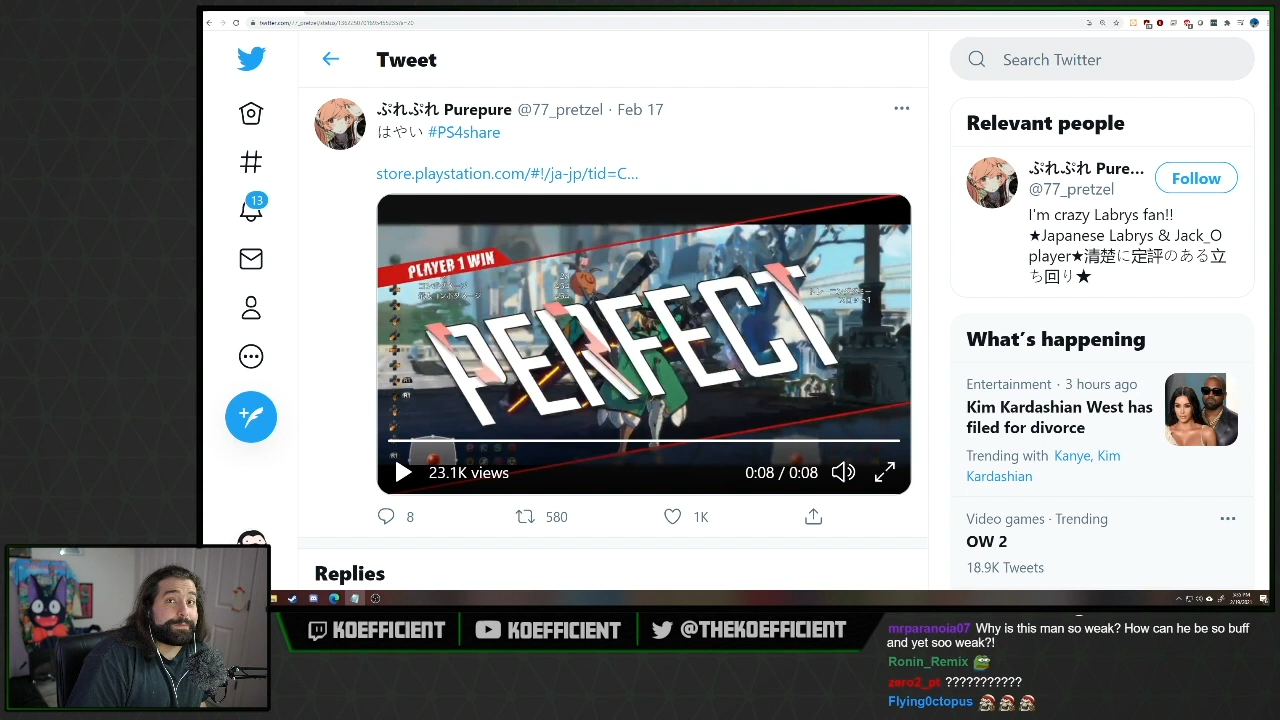 twitter.com/77_pretzel/status/1362250701695455235?s=20
Tweet
ぷれぷれ Purepure @77_pretzel · Feb 17
はやい #PS4share
store.playstation.com/#!/ja-jp/tid=C...
PLAYER 1 WIN
PERFECT
23.1K views
0:08 / 0:08
8
580
1K
Replies
13
Search Twitter
Relevant people
ぷれぷれ Pure...
@77_pretzel
Follow
I'm crazy Labrys fan!!
★Japanese Labrys & Jack_O
player★清楚に定評のある立
ち回り★
What's happening
Entertainment · 3 hours ago
Kim Kardashian West has
filed for divorce
Trending with Kanye, Kim
Kardashian
Video games · Trending
OW 2
18.9K Tweets
KOEFFICIENT
KOEFFICIENT
@THEKOEFFICIENT
mrparanoia07 Why is this man so weak? How can he be so buff
and yet soo weak?!
Ronin_Remix
zero2_pt ???????????
Flying0ctopus